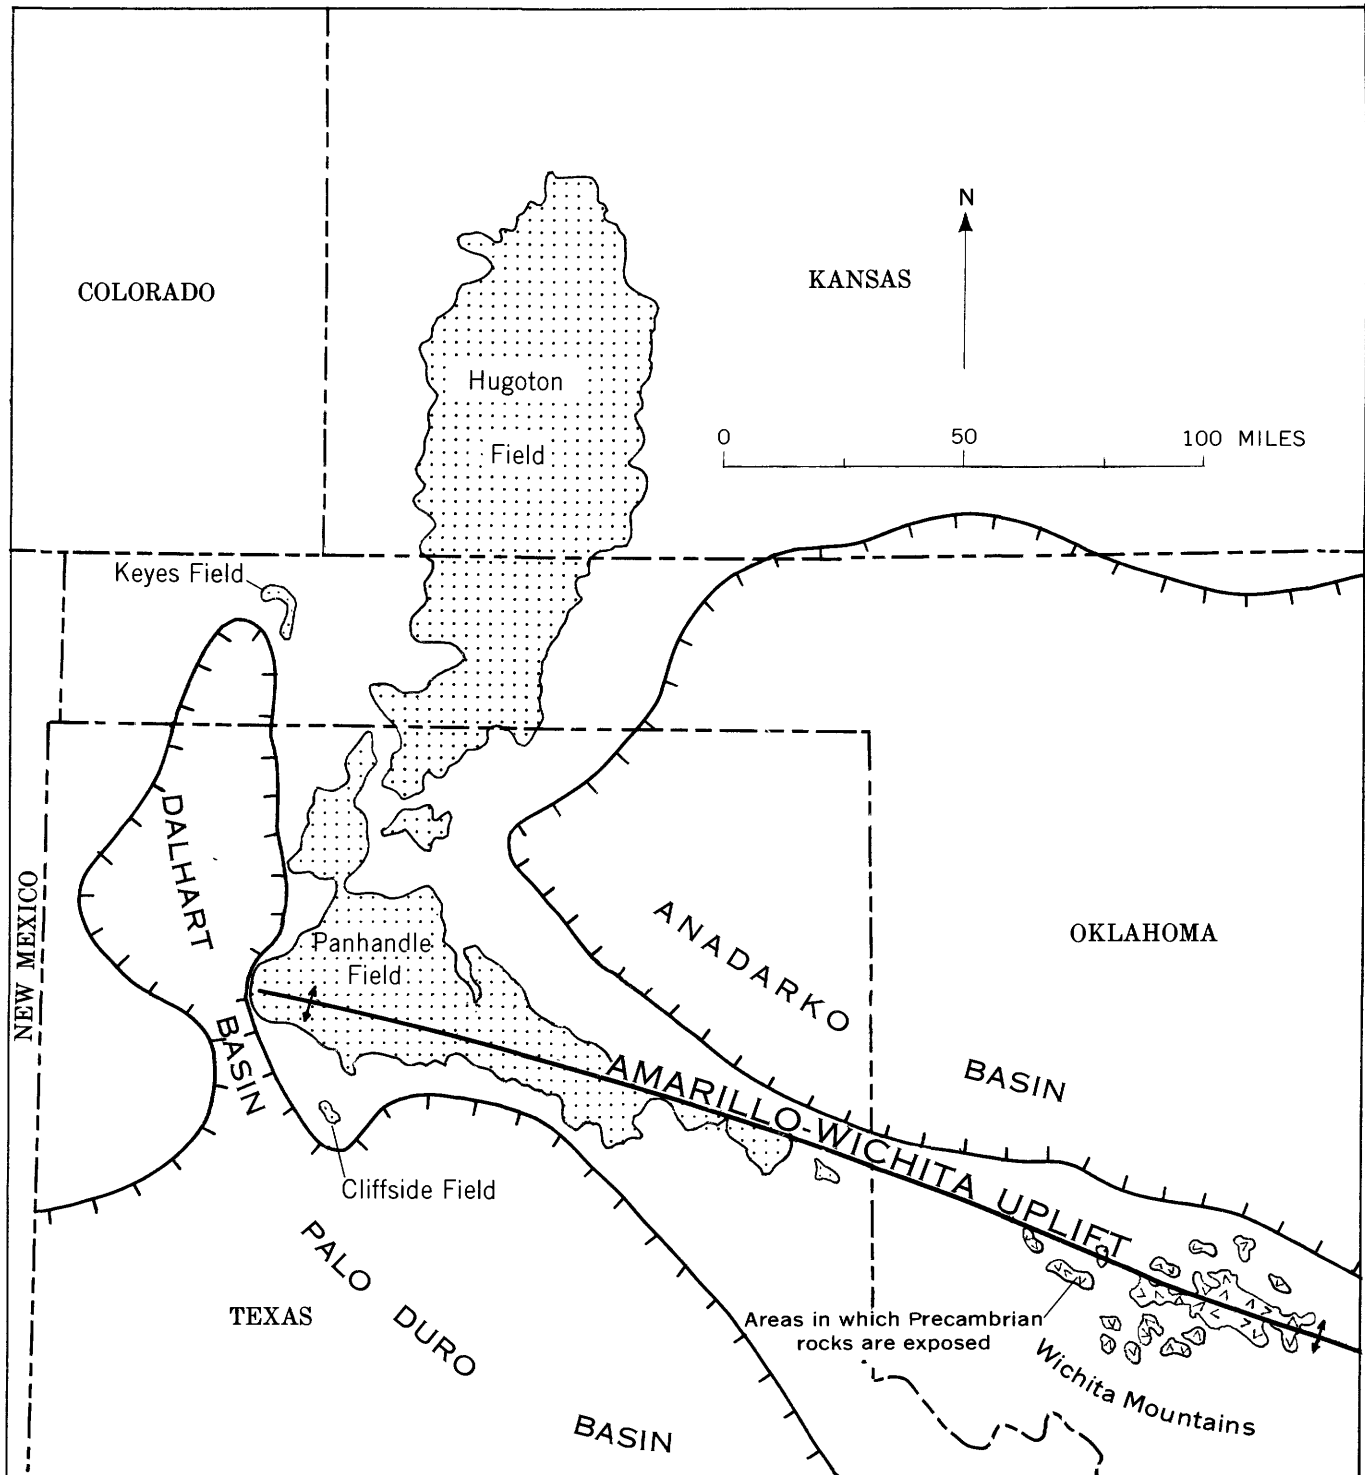 N
COLORADO
KANSAS
Hugoton
Field
0 50 100 MILES
Keyes Field
DALHART
BASIN
NEW MEXICO
Panhandle
Field
ANADARKO
BASIN
OKLAHOMA
AMARILLO-WICHITA UPLIFT
Cliffside Field
PALO DURO
BASIN
TEXAS
Areas in which Precambrian
rocks are exposed
Wichita Mountains